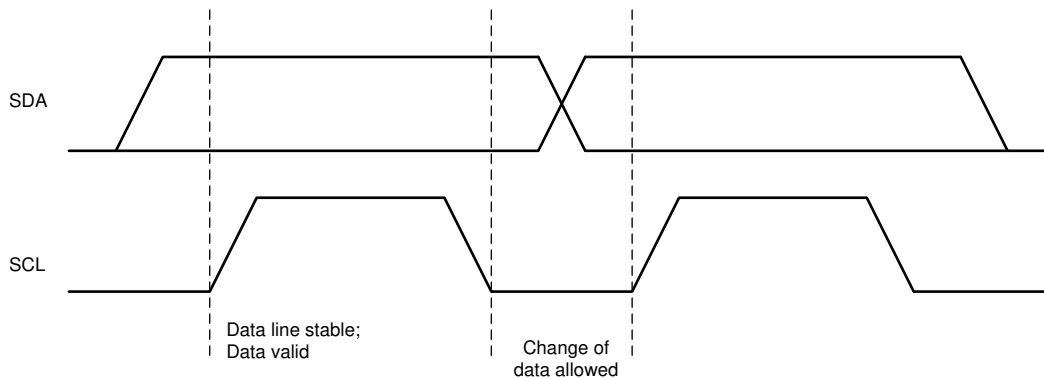 SDA
SCL
Data line stable;
Data valid
Change of
data allowed